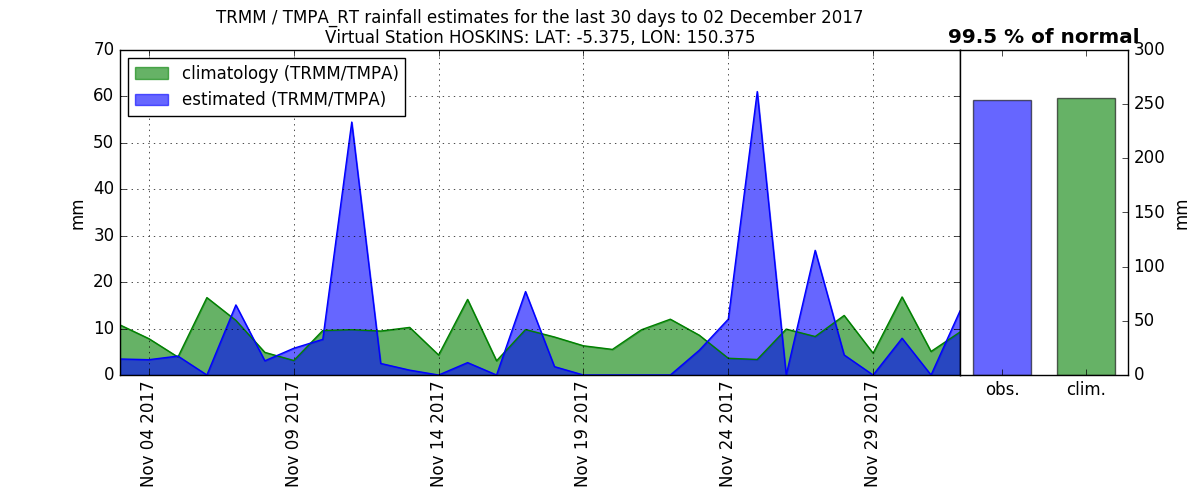 TRMM / TMPA_RT rainfall estimates for the last 30 days to 02 December 2017
Virtual Station HOSKINS: LAT: -5.375, LON: 150.375
99.5 % of normal
climatology (TRMM/TMPA)
estimated (TRMM/TMPA)
mm
70
60
50
40
30
20
10
0
Nov 04 2017
Nov 09 2017
Nov 14 2017
Nov 19 2017
Nov 24 2017
Nov 29 2017
obs.
clim.
300
250
200
150
100
50
0
mm